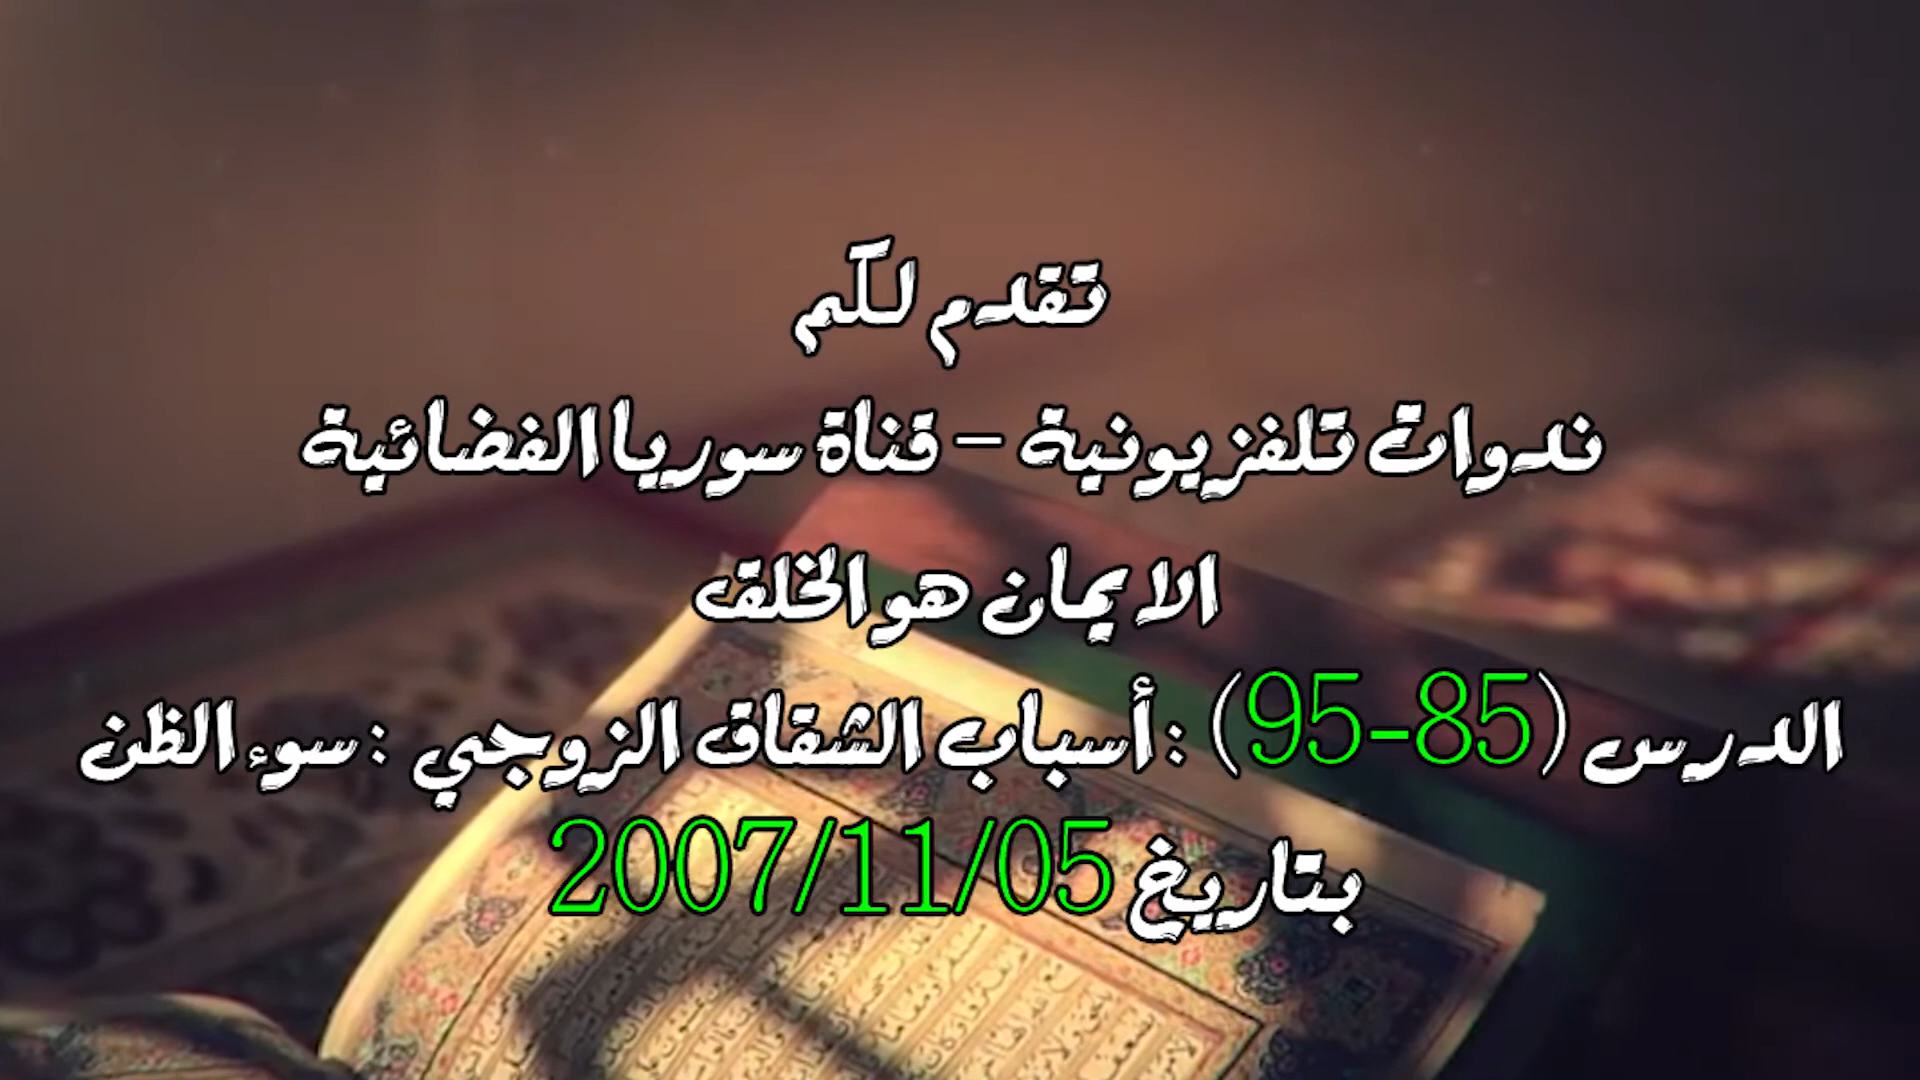 تقدم لكم
ندوات تلفزيونية – قناة سوريا الفضائية
الايمان هو الخلق
الدرس (85-95) : أسباب الشقاق الزوجي : سوء الظن
بتاريخ 2007/11/05